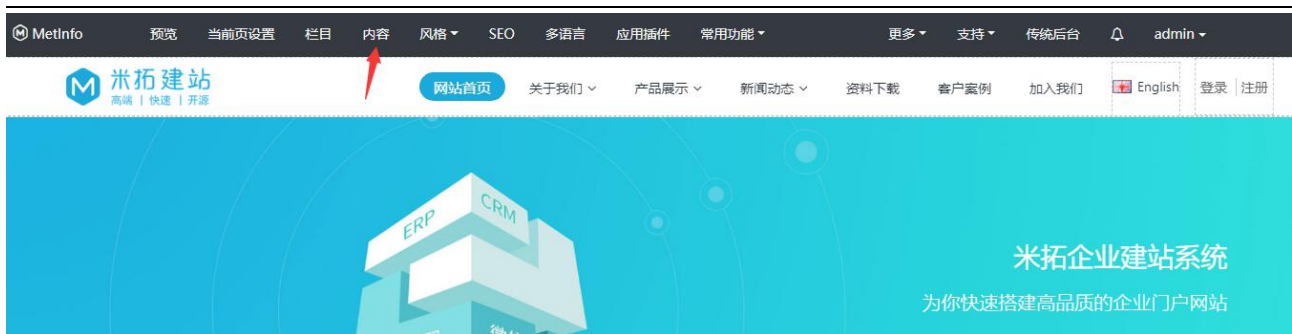 MetInfo 预览 当前页设置 栏目 内容 风格 SEO 多语言 应用插件 常用功能 更多 支持 传统后台 admin
米拓建站
高端 | 快速 | 开源
网站首页 关于我们 产品展示 新闻动态 资料下载 客户案例 加入我们 English 登录 注册
CRM
ERP
米拓企业建站系统
为你快速搭建高品质的企业门户网站